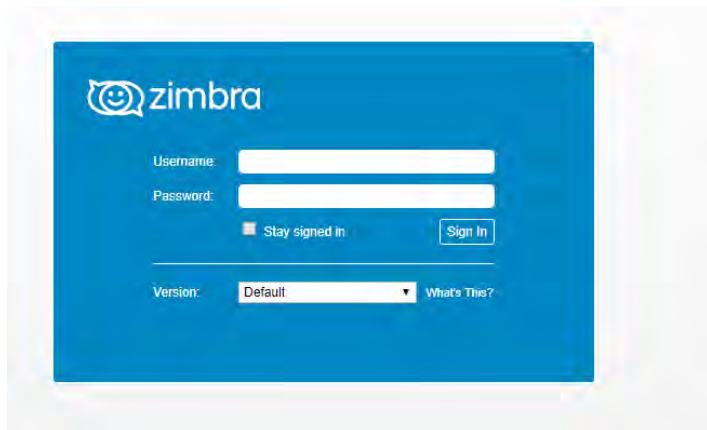 zimbra
Username:
Password:
Stay signed in Sign In
Version: Default What's This?